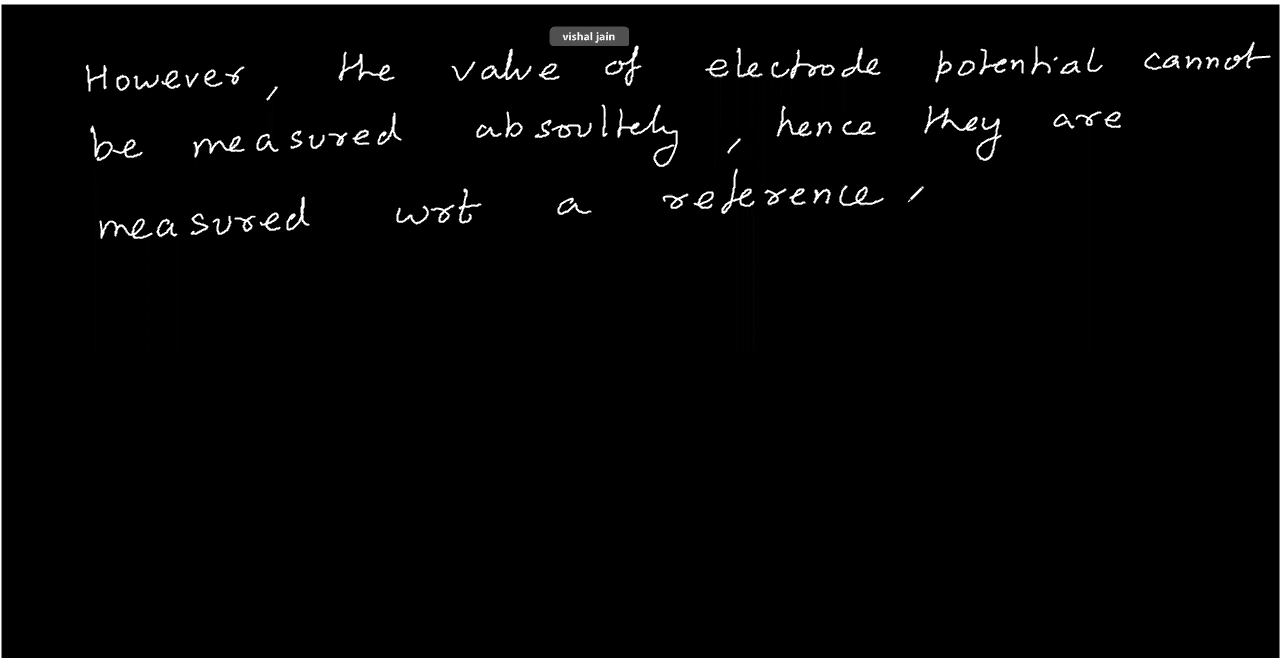 vishal jain
However, the value of electrode potential cannot
be measured absoultely, hence they are
measured wrt a reference,